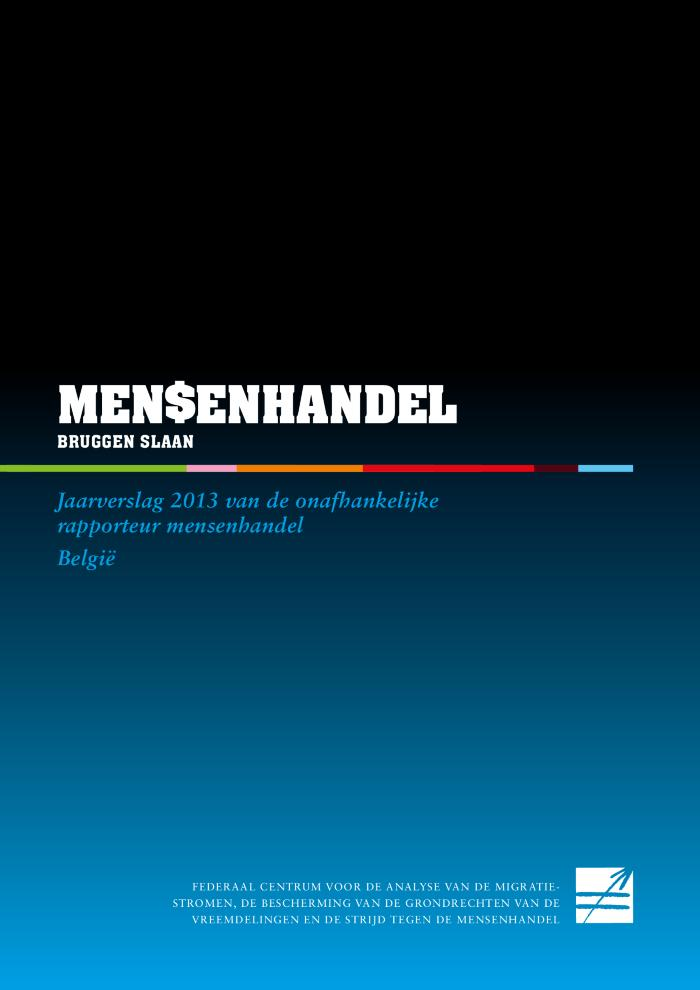 MEN$ENHANDEL
BRUGGEN SLAAN
Jaarverslag 2013 van de onafhankelijke
rapporteur mensenhandel
België
FEDERAAL CENTRUM VOOR DE ANALYSE VAN DE MIGRATIE-
STROMEN, DE BESCHERMING VAN DE GRONDRECHTEN VAN DE
VREEMDELINGEN EN DE STRIJD TEGEN DE MENSENHANDEL